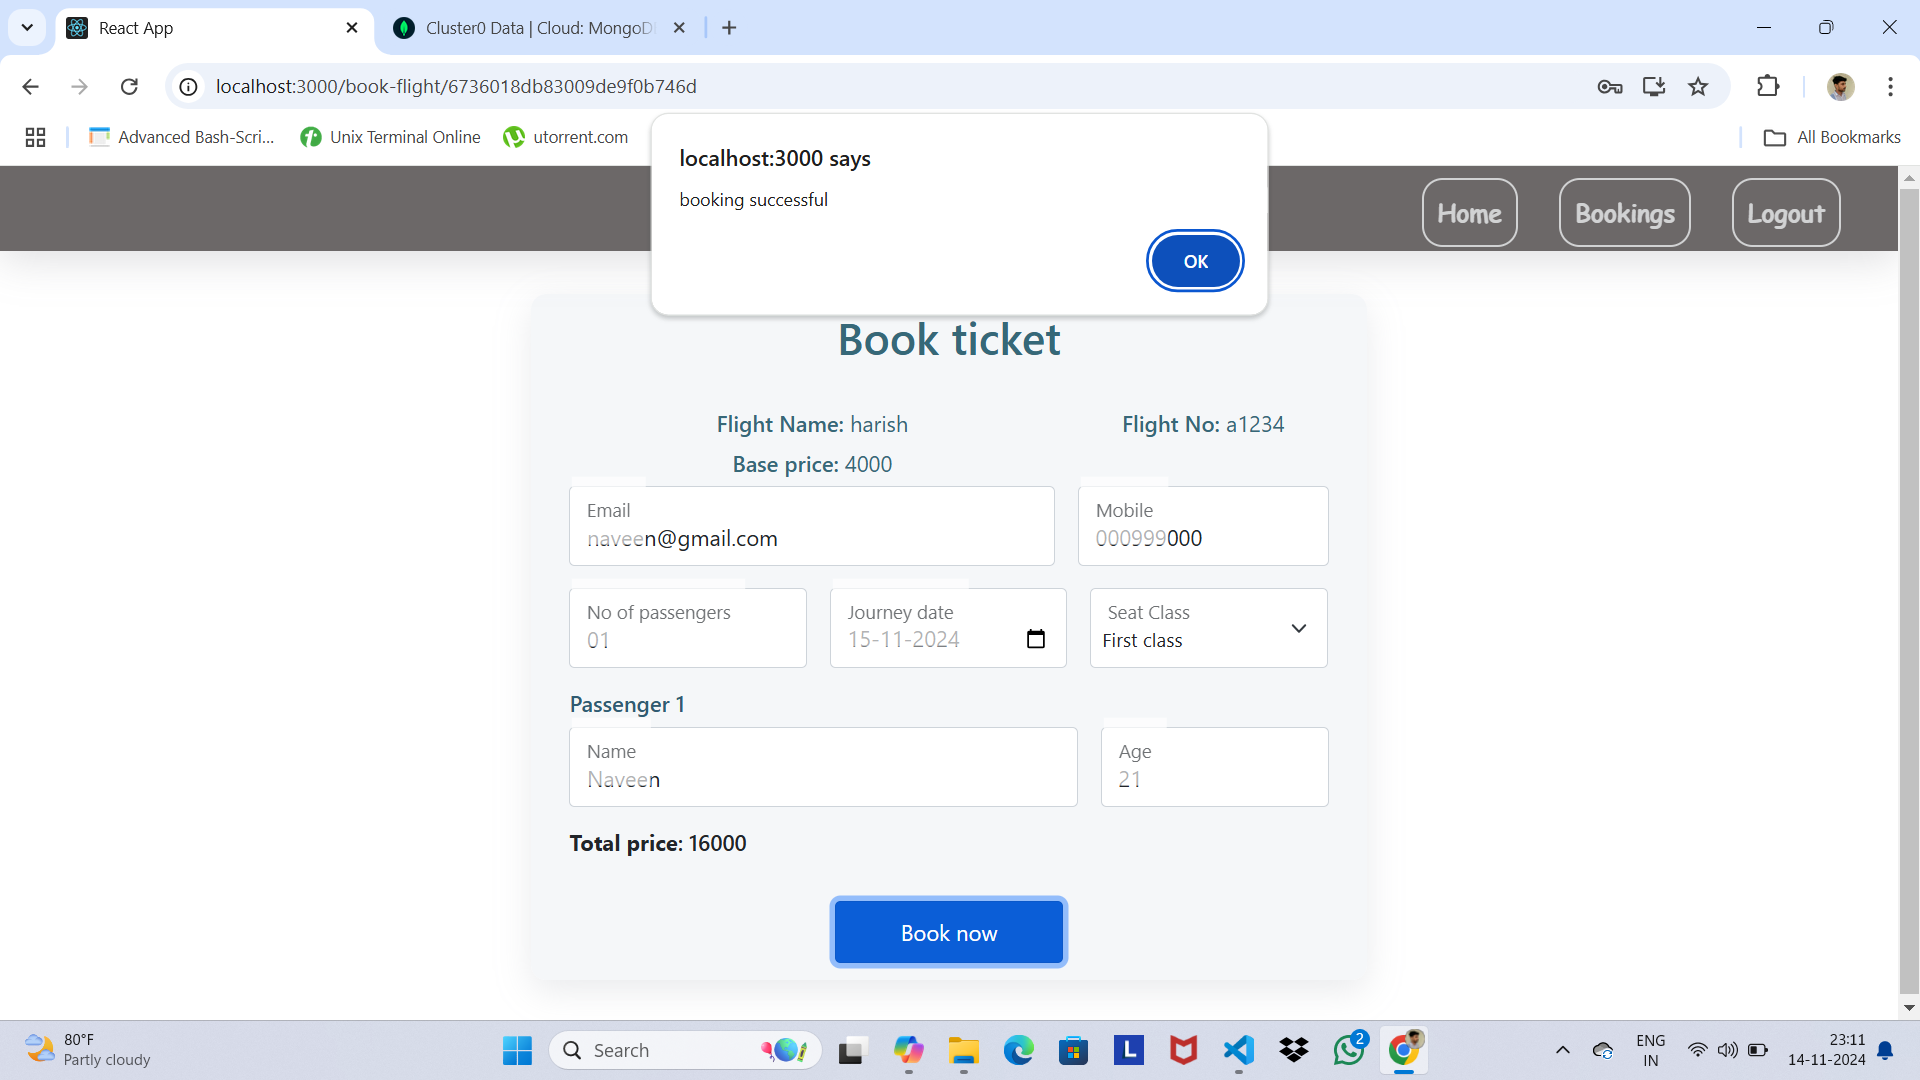 React App
Cluster0 Data | Cloud: MongoD
localhost:3000/book-flight/6736018db83009de9f0b746d
Advanced Bash-Scri...
Unix Terminal Online
utorrent.com
All Bookmarks
localhost:3000 says
booking successful
OK
Home
Bookings
Logout
Book ticket
Flight Name: harish
Flight No: a1234
Base price: 4000
Email
naveen@gmail.com
Mobile
000999000
No of passengers
01
Journey date
15-11-2024
Seat Class
First class
Passenger 1
Name
Naveen
Age
21
Total price: 16000
Book now
80°F
Partly cloudy
Search
L
2
ENG
IN
23:11
14-11-2024